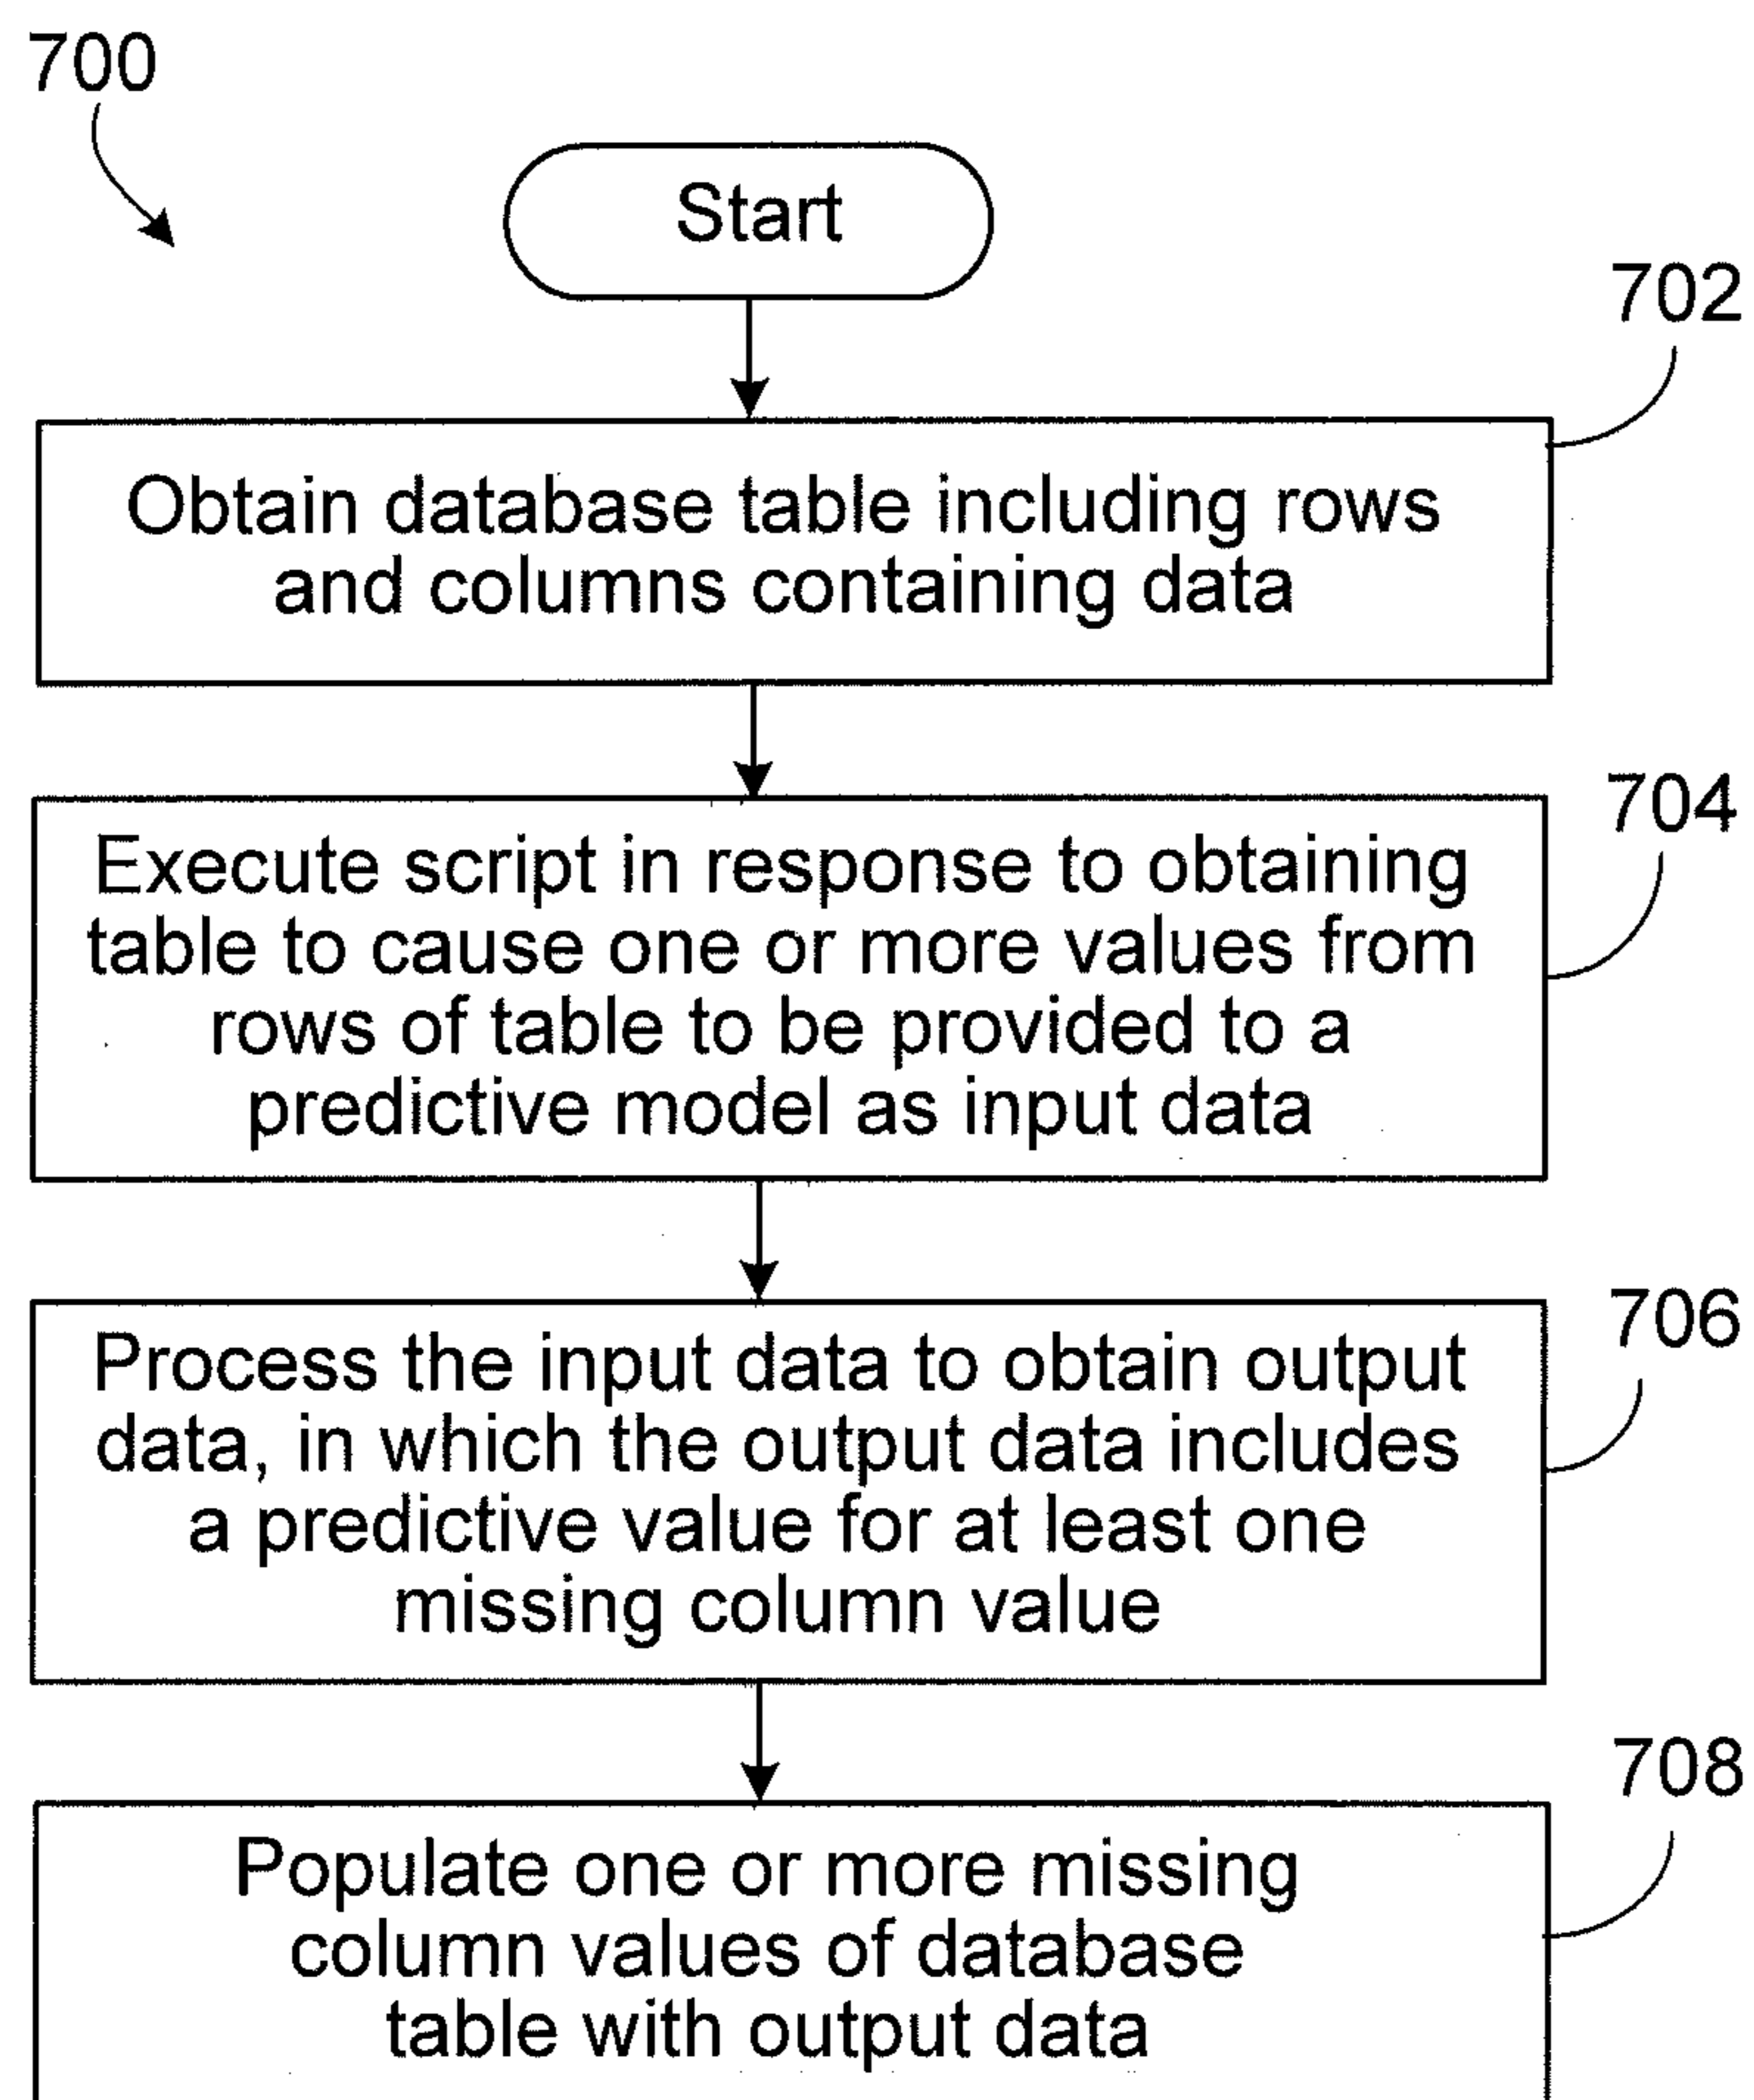 700
Start
702
Obtain database table including rows
and columns containing data
704
Execute script in response to obtaining
table to cause one or more values from
rows of table to be provided to a
predictive model as input data
706
Process the input data to obtain output
data, in which the output data includes
a predictive value for at least one
missing column value
708
Populate one or more missing
column values of database
table with output data